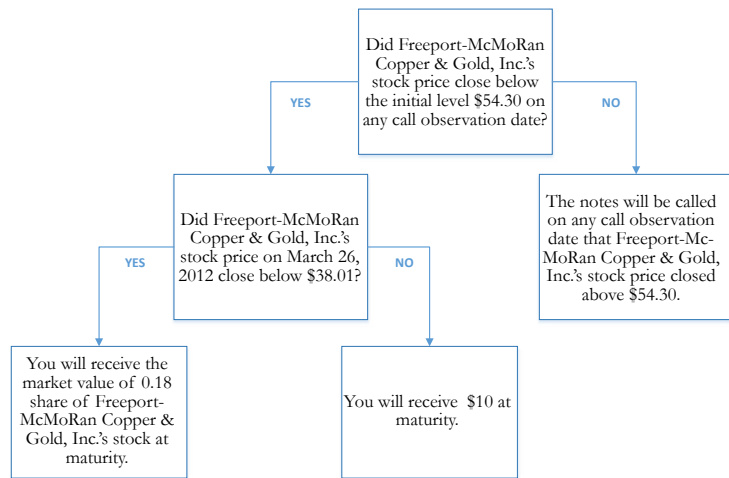 Did Freeport-McMoRan
Copper & Gold, Inc.'s
stock price close below
the initial level $54.30 on
any call observation date?
YES
NO
Did Freeport-McMoRan
Copper & Gold, Inc.'s
stock price on March 26,
2012 close below $38.01?
The notes will be called
on any call observation
date that Freeport-Mc-
MoRan Copper & Gold,
Inc.'s stock price closed
above $54.30.
YES
NO
You will receive the
market value of 0.18
share of Freeport-
McMoRan Copper &
Gold, Inc.'s stock at
maturity.
You will receive $10 at
maturity.